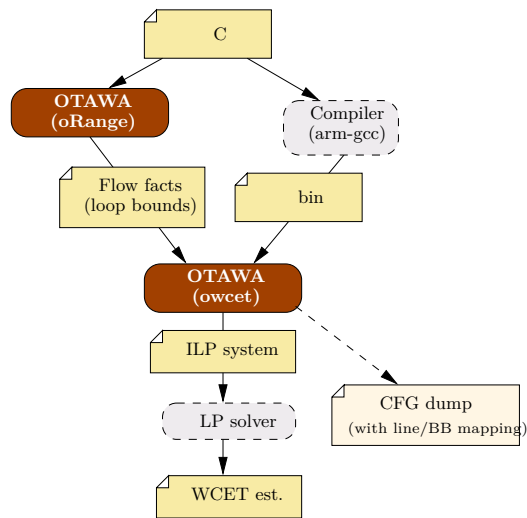 C
OTAWA
(oRange)
Compiler
(arm-gcc)
Flow facts
(loop bounds)
bin
OTAWA
(owcet)
ILP system
CFG dump
(with line/BB mapping)
LP solver
WCET est.